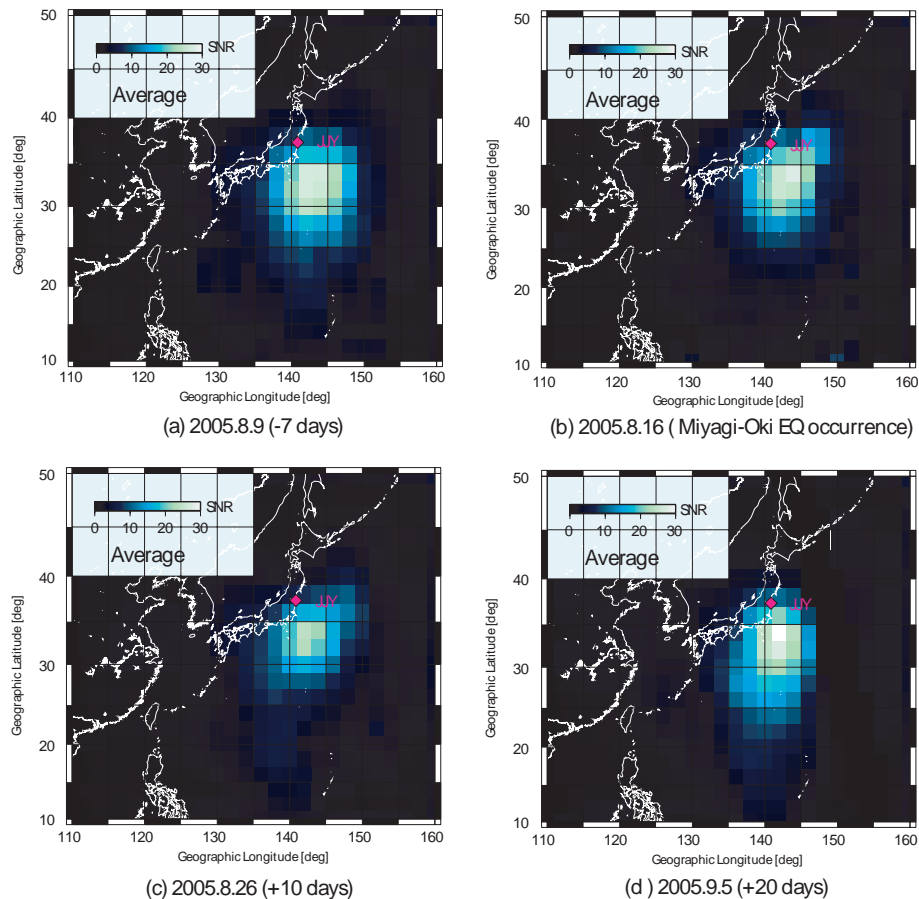 50
SNR
0 10 20 30
Average
40
JJY
30
20
10
110 120 130 140 150 160
Geographic Latitude [deg]
Geographic Longitude [deg]
(a) 2005.8.9 (-7 days)
50
SNR
0 10 20 30
Average
40
JJY
30
20
10
110 120 130 140 150 160
Geographic Latitude [deg]
Geographic Longitude [deg]
(b) 2005.8.16 ( Miyagi-Oki EQ occurrence)
50
SNR
0 10 20 30
Average
40
JJY
30
20
10
110 120 130 140 150 160
Geographic Latitude [deg]
Geographic Longitude [deg]
(c) 2005.8.26 (+10 days)
50
SNR
0 10 20 30
Average
40
JJY
30
20
10
110 120 130 140 150 160
Geographic Latitude [deg]
Geographic Longitude [deg]
(d ) 2005.9.5 (+20 days)